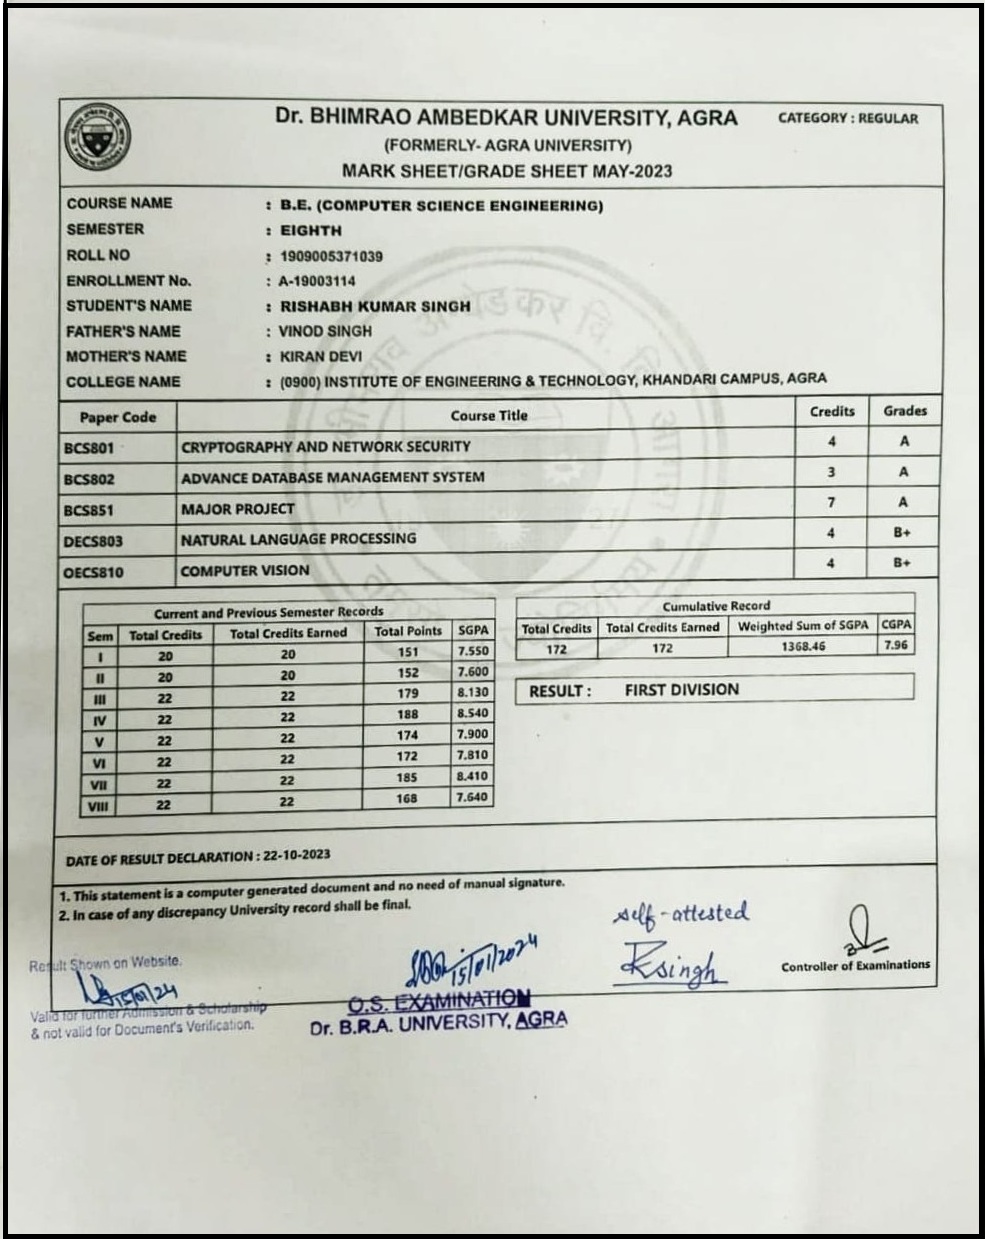 Dr. BHIMRAO AMBEDKAR UNIVERSITY, AGRA
CATEGORY : REGULAR
(FORMERLY- AGRA UNIVERSITY)
MARK SHEET/GRADE SHEET MAY-2023
COURSE NAME : B.E. (COMPUTER SCIENCE ENGINEERING)
SEMESTER : EIGHTH
ROLL NO : 1909005371039
ENROLLMENT No. : A-19003114
STUDENT'S NAME : RISHABH KUMAR SINGH
FATHER'S NAME : VINOD SINGH
MOTHER'S NAME : KIRAN DEVI
COLLEGE NAME : (0900) INSTITUTE OF ENGINEERING & TECHNOLOGY, KHANDARI CAMPUS, AGRA
Paper Code Course Title Credits Grades
BCS801 CRYPTOGRAPHY AND NETWORK SECURITY 4 A
BCS802 ADVANCE DATABASE MANAGEMENT SYSTEM 3 A
BCS851 MAJOR PROJECT 7 A
DECS803 NATURAL LANGUAGE PROCESSING 4 B+
OECS810 COMPUTER VISION 4 B+
Current and Previous Semester Records
Sem Total Credits Total Credits Earned Total Points SGPA
I 20 20 151 7.550
II 20 20 152 7.600
III 22 22 179 8.130
IV 22 22 188 8.540
V 22 22 174 7.900
VI 22 22 172 7.810
VII 22 22 185 8.410
VIII 22 22 168 7.640
Cumulative Record
Total Credits Total Credits Earned Weighted Sum of SGPA CGPA
172 172 1368.46 7.96
RESULT : FIRST DIVISION
DATE OF RESULT DECLARATION : 22-10-2023
1. This statement is a computer generated document and no need of manual signature.
2. In case of any discrepancy University record shall be final.
Result Shown on Website.
15/01/24
Valid for further Admission & Scholarship
& not valid for Document's Verification.
15/01/2024
O.S. EXAMINATION
Dr. B.R.A. UNIVERSITY, AGRA
self-attested
RKsingh
Controller of Examinations